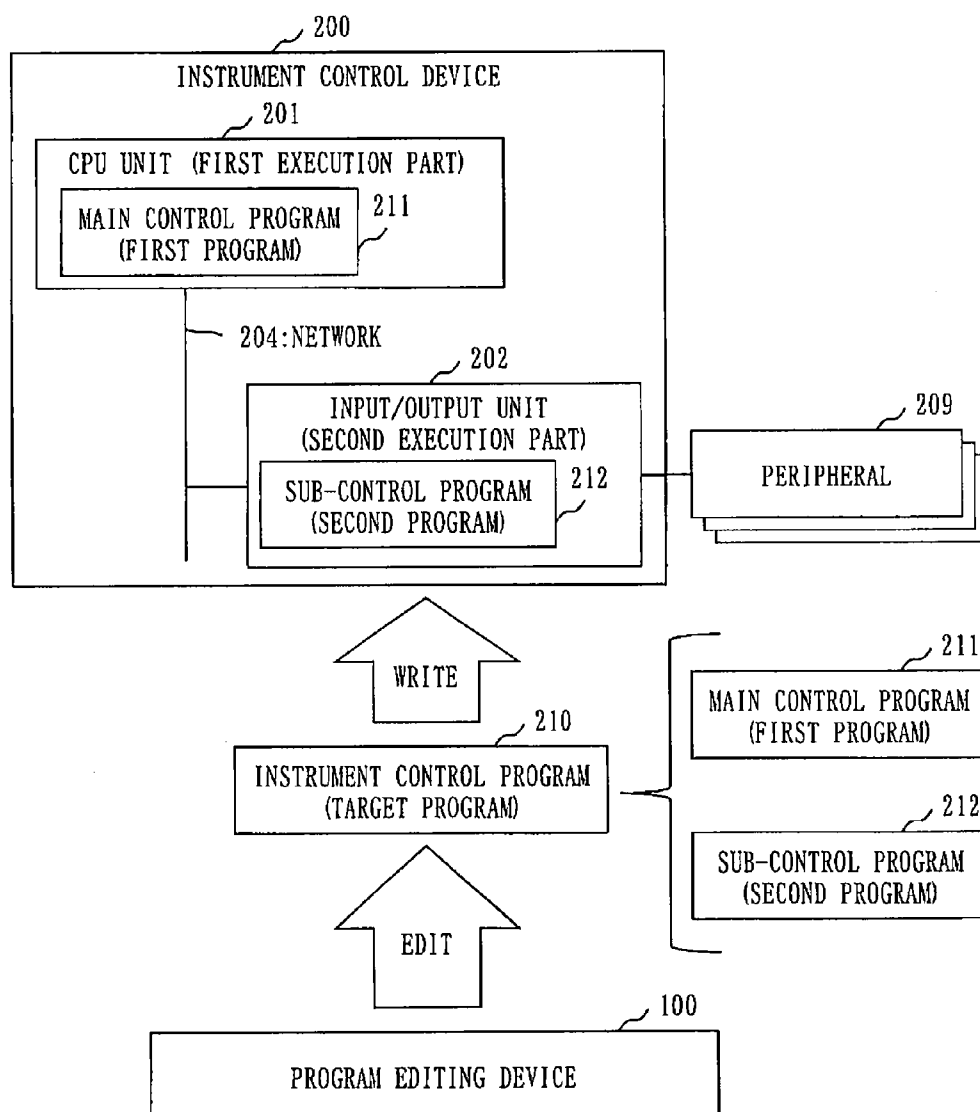 200
INSTRUMENT CONTROL DEVICE
201
CPU UNIT (FIRST EXECUTION PART)
MAIN CONTROL PROGRAM
(FIRST PROGRAM)
211
204:NETWORK
202
INPUT/OUTPUT UNIT
(SECOND EXECUTION PART)
SUB-CONTROL PROGRAM
(SECOND PROGRAM)
212
209
PERIPHERAL
WRITE
210
INSTRUMENT CONTROL PROGRAM
(TARGET PROGRAM)
211
MAIN CONTROL PROGRAM
(FIRST PROGRAM)
212
SUB-CONTROL PROGRAM
(SECOND PROGRAM)
EDIT
100
PROGRAM EDITING DEVICE